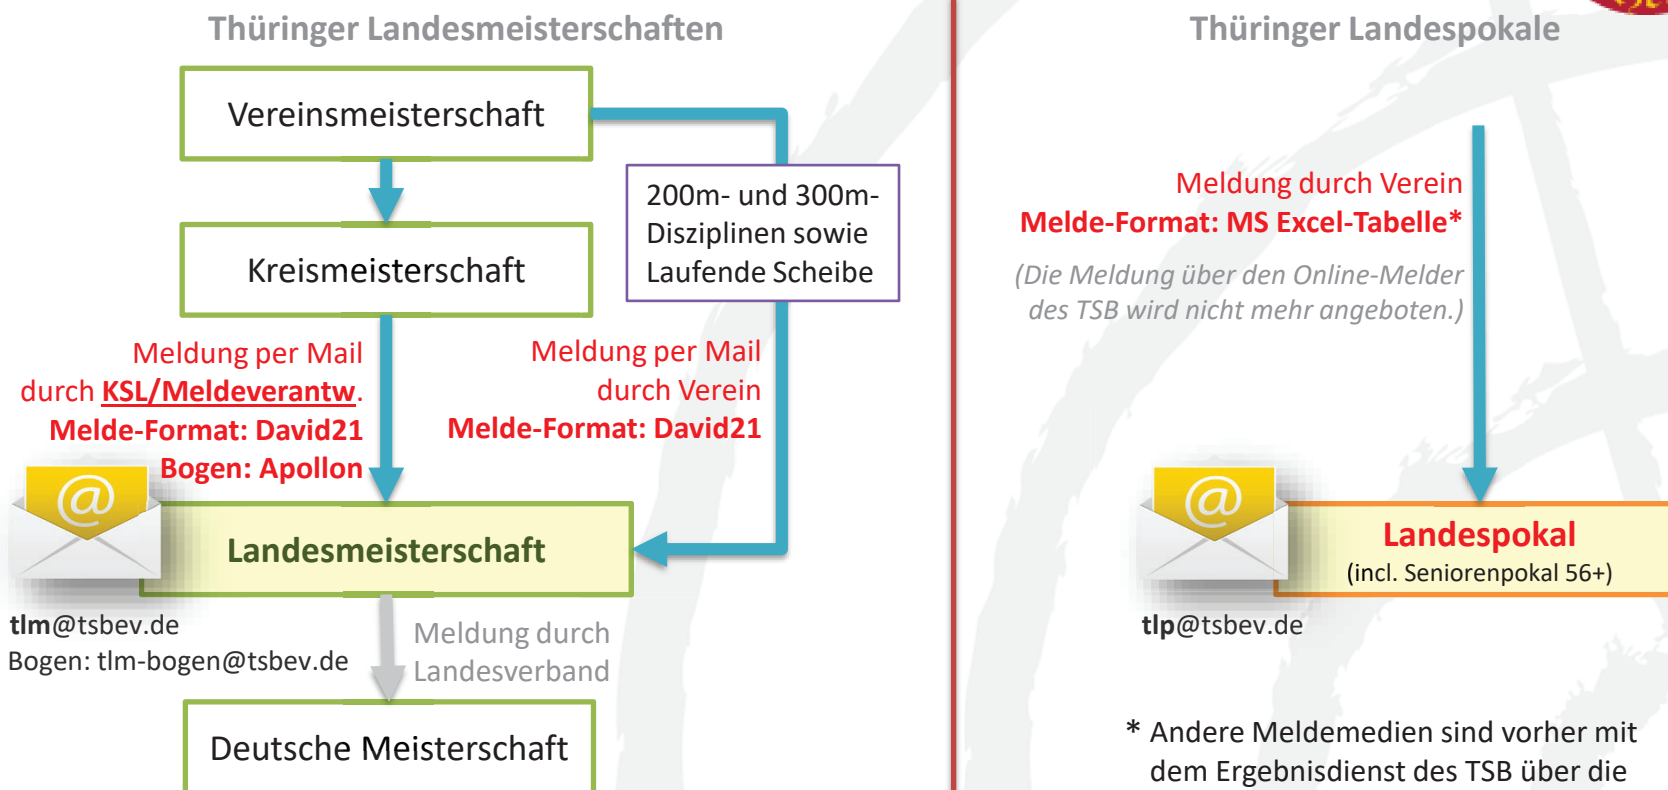 Thüringer Landesmeisterschaften
Vereinsmeisterschaft
200m- und 300m-
Disziplinen sowie
Laufende Scheibe
Kreismeisterschaft
Meldung per Mail
durch KSL/Meldeverantw.
Melde-Format: David21
Bogen: Apollon
Meldung per Mail
durch Verein
Melde-Format: David21
@
Landesmeisterschaft
tlm@tsbev.de
Bogen: tlm-bogen@tsbev.de
Meldung durch
Landesverband
Deutsche Meisterschaft
Thüringer Landespokale
Meldung durch Verein
Melde-Format: MS Excel-Tabelle*
(Die Meldung über den Online-Melder
des TSB wird nicht mehr angeboten.)
@
Landespokal
(incl. Seniorenpokal 56+)
tlp@tsbev.de
* Andere Meldemedien sind vorher mit
dem Ergebnisdienst des TSB über die